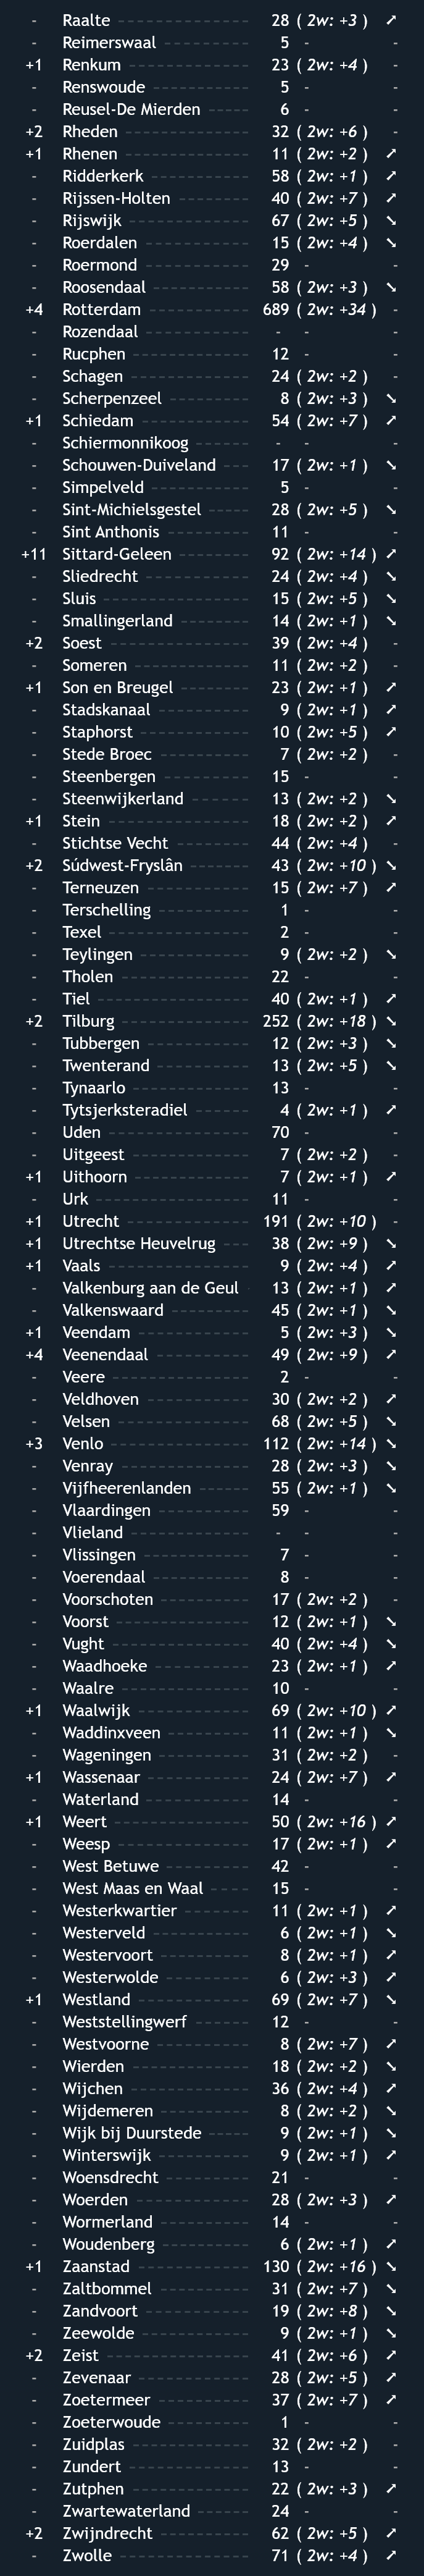 - Raalte 28 ( 2w: +3 ) ➚
- Reimerswaal 5 - -
+1 Renkum 23 ( 2w: +4 ) -
- Renswoude 5 - -
- Reusel-De Mierden 6 - -
+2 Rheden 32 ( 2w: +6 ) -
+1 Rhenen 11 ( 2w: +2 ) ➚
- Ridderkerk 58 ( 2w: +1 ) ➚
- Rijssen-Holten 40 ( 2w: +7 ) ➚
- Rijswijk 67 ( 2w: +5 ) ➘
- Roerdalen 15 ( 2w: +4 ) ➘
- Roermond 29 - -
- Roosendaal 58 ( 2w: +3 ) ➘
+4 Rotterdam 689 ( 2w: +34 ) -
- Rozendaal - - -
- Rucphen 12 - -
- Schagen 24 ( 2w: +2 ) -
- Scherpenzeel 8 ( 2w: +3 ) ➘
+1 Schiedam 54 ( 2w: +7 ) ➚
- Schiermonnikoog - - -
- Schouwen-Duiveland 17 ( 2w: +1 ) ➘
- Simpelveld 5 - -
- Sint-Michielsgestel 28 ( 2w: +5 ) ➘
- Sint Anthonis 11 - -
+11 Sittard-Geleen 92 ( 2w: +14 ) ➚
- Sliedrecht 24 ( 2w: +4 ) ➘
- Sluis 15 ( 2w: +5 ) ➘
- Smallingerland 14 ( 2w: +1 ) ➘
+2 Soest 39 ( 2w: +4 ) -
- Someren 11 ( 2w: +2 ) -
+1 Son en Breugel 23 ( 2w: +1 ) ➚
- Stadskanaal 9 ( 2w: +1 ) ➚
- Staphorst 10 ( 2w: +5 ) ➚
- Stede Broec 7 ( 2w: +2 ) -
- Steenbergen 15 - -
- Steenwijkerland 13 ( 2w: +2 ) ➘
+1 Stein 18 ( 2w: +2 ) ➚
- Stichtse Vecht 44 ( 2w: +4 ) -
+2 Súdwest-Fryslân 43 ( 2w: +10 ) ➘
- Terneuzen 15 ( 2w: +7 ) ➚
- Terschelling 1 - -
- Texel 2 - -
- Teylingen 9 ( 2w: +2 ) ➘
- Tholen 22 - -
- Tiel 40 ( 2w: +1 ) ➚
+2 Tilburg 252 ( 2w: +18 ) ➘
- Tubbergen 12 ( 2w: +3 ) ➘
- Twenterand 13 ( 2w: +5 ) ➘
- Tynaarlo 13 - -
- Tytsjerksteradiel 4 ( 2w: +1 ) ➚
- Uden 70 - -
- Uitgeest 7 ( 2w: +2 ) -
+1 Uithoorn 7 ( 2w: +1 ) ➚
- Urk 11 - -
+1 Utrecht 191 ( 2w: +10 ) -
+1 Utrechtse Heuvelrug 38 ( 2w: +9 ) ➘
+1 Vaals 9 ( 2w: +4 ) ➚
- Valkenburg aan de Geul 13 ( 2w: +1 ) ➚
- Valkenswaard 45 ( 2w: +1 ) ➘
+1 Veendam 5 ( 2w: +3 ) ➘
+4 Veenendaal 49 ( 2w: +9 ) ➚
- Veere 2 - -
- Veldhoven 30 ( 2w: +2 ) ➚
- Velsen 68 ( 2w: +5 ) ➘
+3 Venlo 112 ( 2w: +14 ) ➘
- Venray 28 ( 2w: +3 ) ➘
- Vijfheerenlanden 55 ( 2w: +1 ) ➘
- Vlaardingen 59 - -
- Vlieland - - -
- Vlissingen 7 - -
- Voerendaal 8 - -
- Voorschoten 17 ( 2w: +2 ) -
- Voorst 12 ( 2w: +1 ) ➘
- Vught 40 ( 2w: +4 ) ➘
- Waadhoeke 23 ( 2w: +1 ) ➚
- Waalre 10 - -
+1 Waalwijk 69 ( 2w: +10 ) ➚
- Waddinxveen 11 ( 2w: +1 ) ➘
- Wageningen 31 ( 2w: +2 ) -
+1 Wassenaar 24 ( 2w: +7 ) ➚
- Waterland 14 - -
+1 Weert 50 ( 2w: +16 ) ➚
- Weesp 17 ( 2w: +1 ) ➚
- West Betuwe 42 - -
- West Maas en Waal 15 - -
- Westerkwartier 11 ( 2w: +1 ) ➚
- Westerveld 6 ( 2w: +1 ) ➘
- Westervoort 8 ( 2w: +1 ) ➚
- Westerwolde 6 ( 2w: +3 ) ➚
+1 Westland 69 ( 2w: +7 ) ➘
- Weststellingwerf 12 - -
- Westvoorne 8 ( 2w: +7 ) ➚
- Wierden 18 ( 2w: +2 ) ➘
- Wijchen 36 ( 2w: +4 ) ➚
- Wijdemeren 8 ( 2w: +2 ) ➘
- Wijk bij Duurstede 9 ( 2w: +1 ) ➘
- Winterswijk 9 ( 2w: +1 ) ➚
- Woensdrecht 21 - -
- Woerden 28 ( 2w: +3 ) ➚
- Wormerland 14 - -
- Woudenberg 6 ( 2w: +1 ) ➚
+1 Zaanstad 130 ( 2w: +16 ) ➘
- Zaltbommel 31 ( 2w: +7 ) ➘
- Zandvoort 19 ( 2w: +8 ) ➘
- Zeewolde 9 ( 2w: +1 ) ➘
+2 Zeist 41 ( 2w: +6 ) ➚
- Zevenaar 28 ( 2w: +5 ) ➚
- Zoetermeer 37 ( 2w: +7 ) ➚
- Zoeterwoude 1 - -
- Zuidplas 32 ( 2w: +2 ) -
- Zundert 13 - -
- Zutphen 22 ( 2w: +3 ) ➚
- Zwartewaterland 24 - -
+2 Zwijndrecht 62 ( 2w: +5 ) ➚
- Zwolle 71 ( 2w: +4 ) ➚